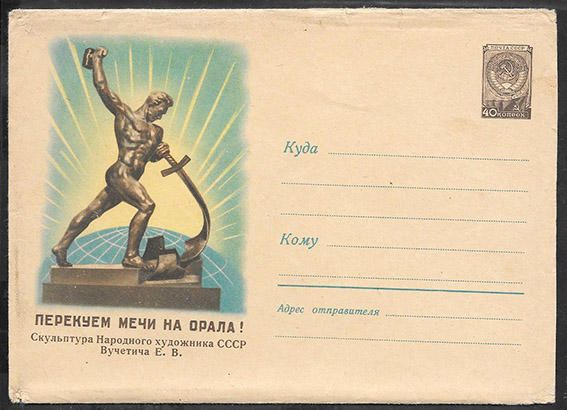 ПОЧТА СССР
40 КОПЕЕК
Куда
Кому
Адрес отправителя
ПЕРЕКУЕМ МЕЧИ НА ОРАЛА!
Скульптура Народного художника СССР
Вучетича Е. В.